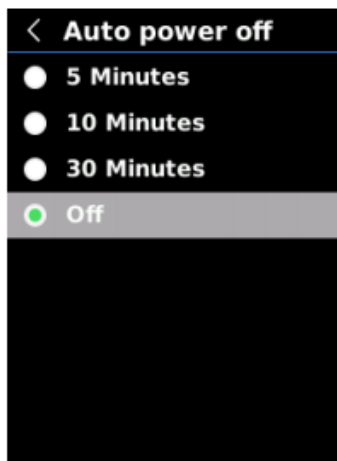 Auto power off
5 Minutes
10 Minutes
30 Minutes
Off